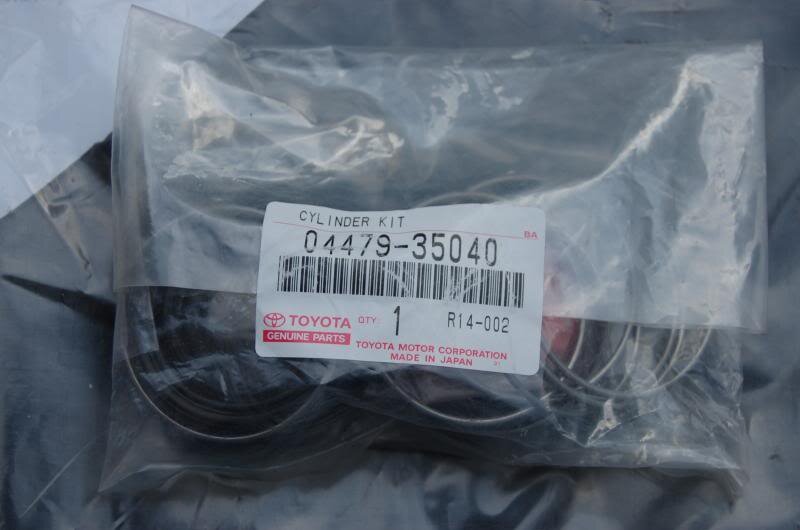 CYLINDER KIT
BA
04479-35040
TOYOTA QTY: 1 R14-002
GENUINE PARTS
TOYOTA MOTOR CORPORATION
MADE IN JAPAN